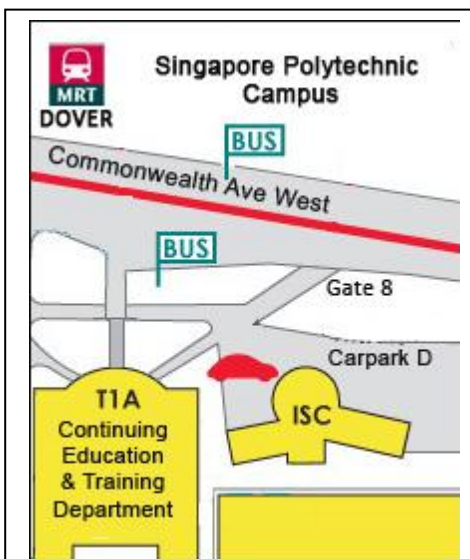 Singapore Polytechnic
Campus
MRT
DOVER
BUS
Commonwealth Ave West
BUS
Gate 8
Carpark D
T1A
Continuing
Education
& Training
Department
ISC